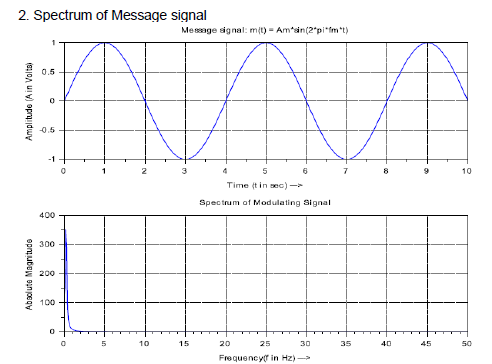 2. Spectrum of Message signal
Message signal: m(t) = Am*sin(2*pi*fm*t)
Amplitude (A in Volts)
1
0.5
0
-0.5
-1
0 1 2 3 4 5 6 7 8 9 10
Time (t in sec) --->
Spectrum of Modulating Signal
Absolute Magnitude
400
300
200
100
0
0 5 10 15 20 25 30 35 40 45 50
Frequency(f in Hz) --->